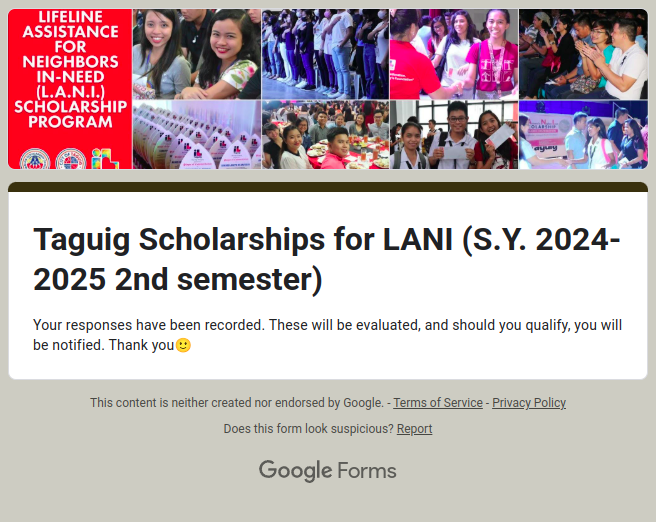 LIFELINE
ASSISTANCE
FOR
NEIGHBORS
IN-NEED
(L.A.N.I.)
SCHOLARSHIP
PROGRAM
Taguig Scholarships for LANI (S.Y. 2024-
2025 2nd semester)
Your responses have been recorded. These will be evaluated, and should you qualify, you will
be notified. Thank you🙂
This content is neither created nor endorsed by Google. - Terms of Service - Privacy Policy
Does this form look suspicious? Report
Google Forms